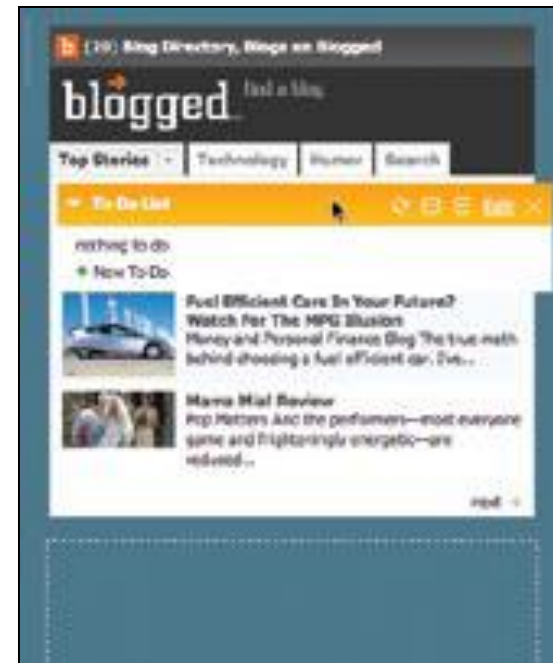 b (20) Blog Directory, Blogs on Blogged
blogged find a blog
Top Stories Technology Humor Search
To Do List Edit
nothing to do
New To Do
Fuel Efficient Cars In Your Future?
Watch For The MPG Illusion
Money and Personal Finance Blog The true math
behind choosing a fuel efficient car. I've...
Mama Mia! Review
Pop Matters And the performers—most everyone
game and frighteningly energetic—are
reduced...
next